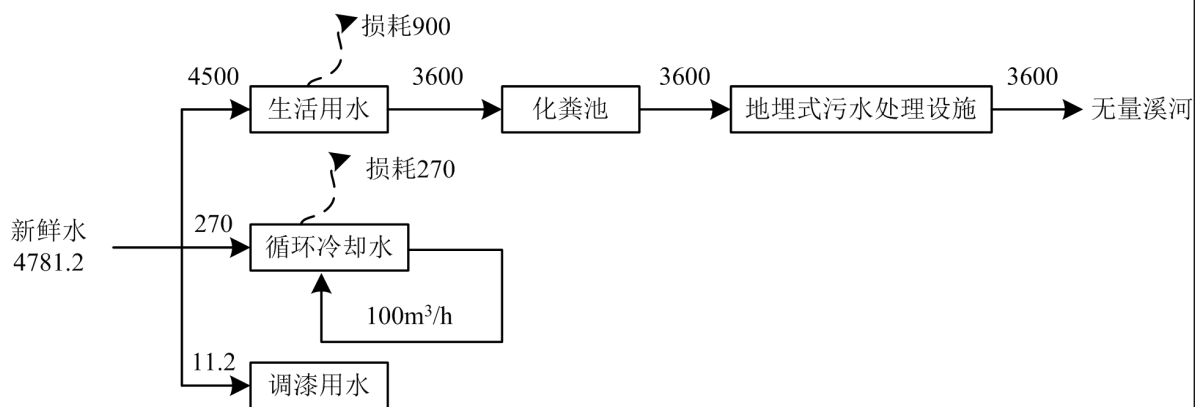 损耗900
4500
3600
3600
3600
生活用水
化粪池
地埋式污水处理设施
无量溪河
损耗270
新鲜水
4781.2
270
循环冷却水
100m³/h
11.2
调漆用水